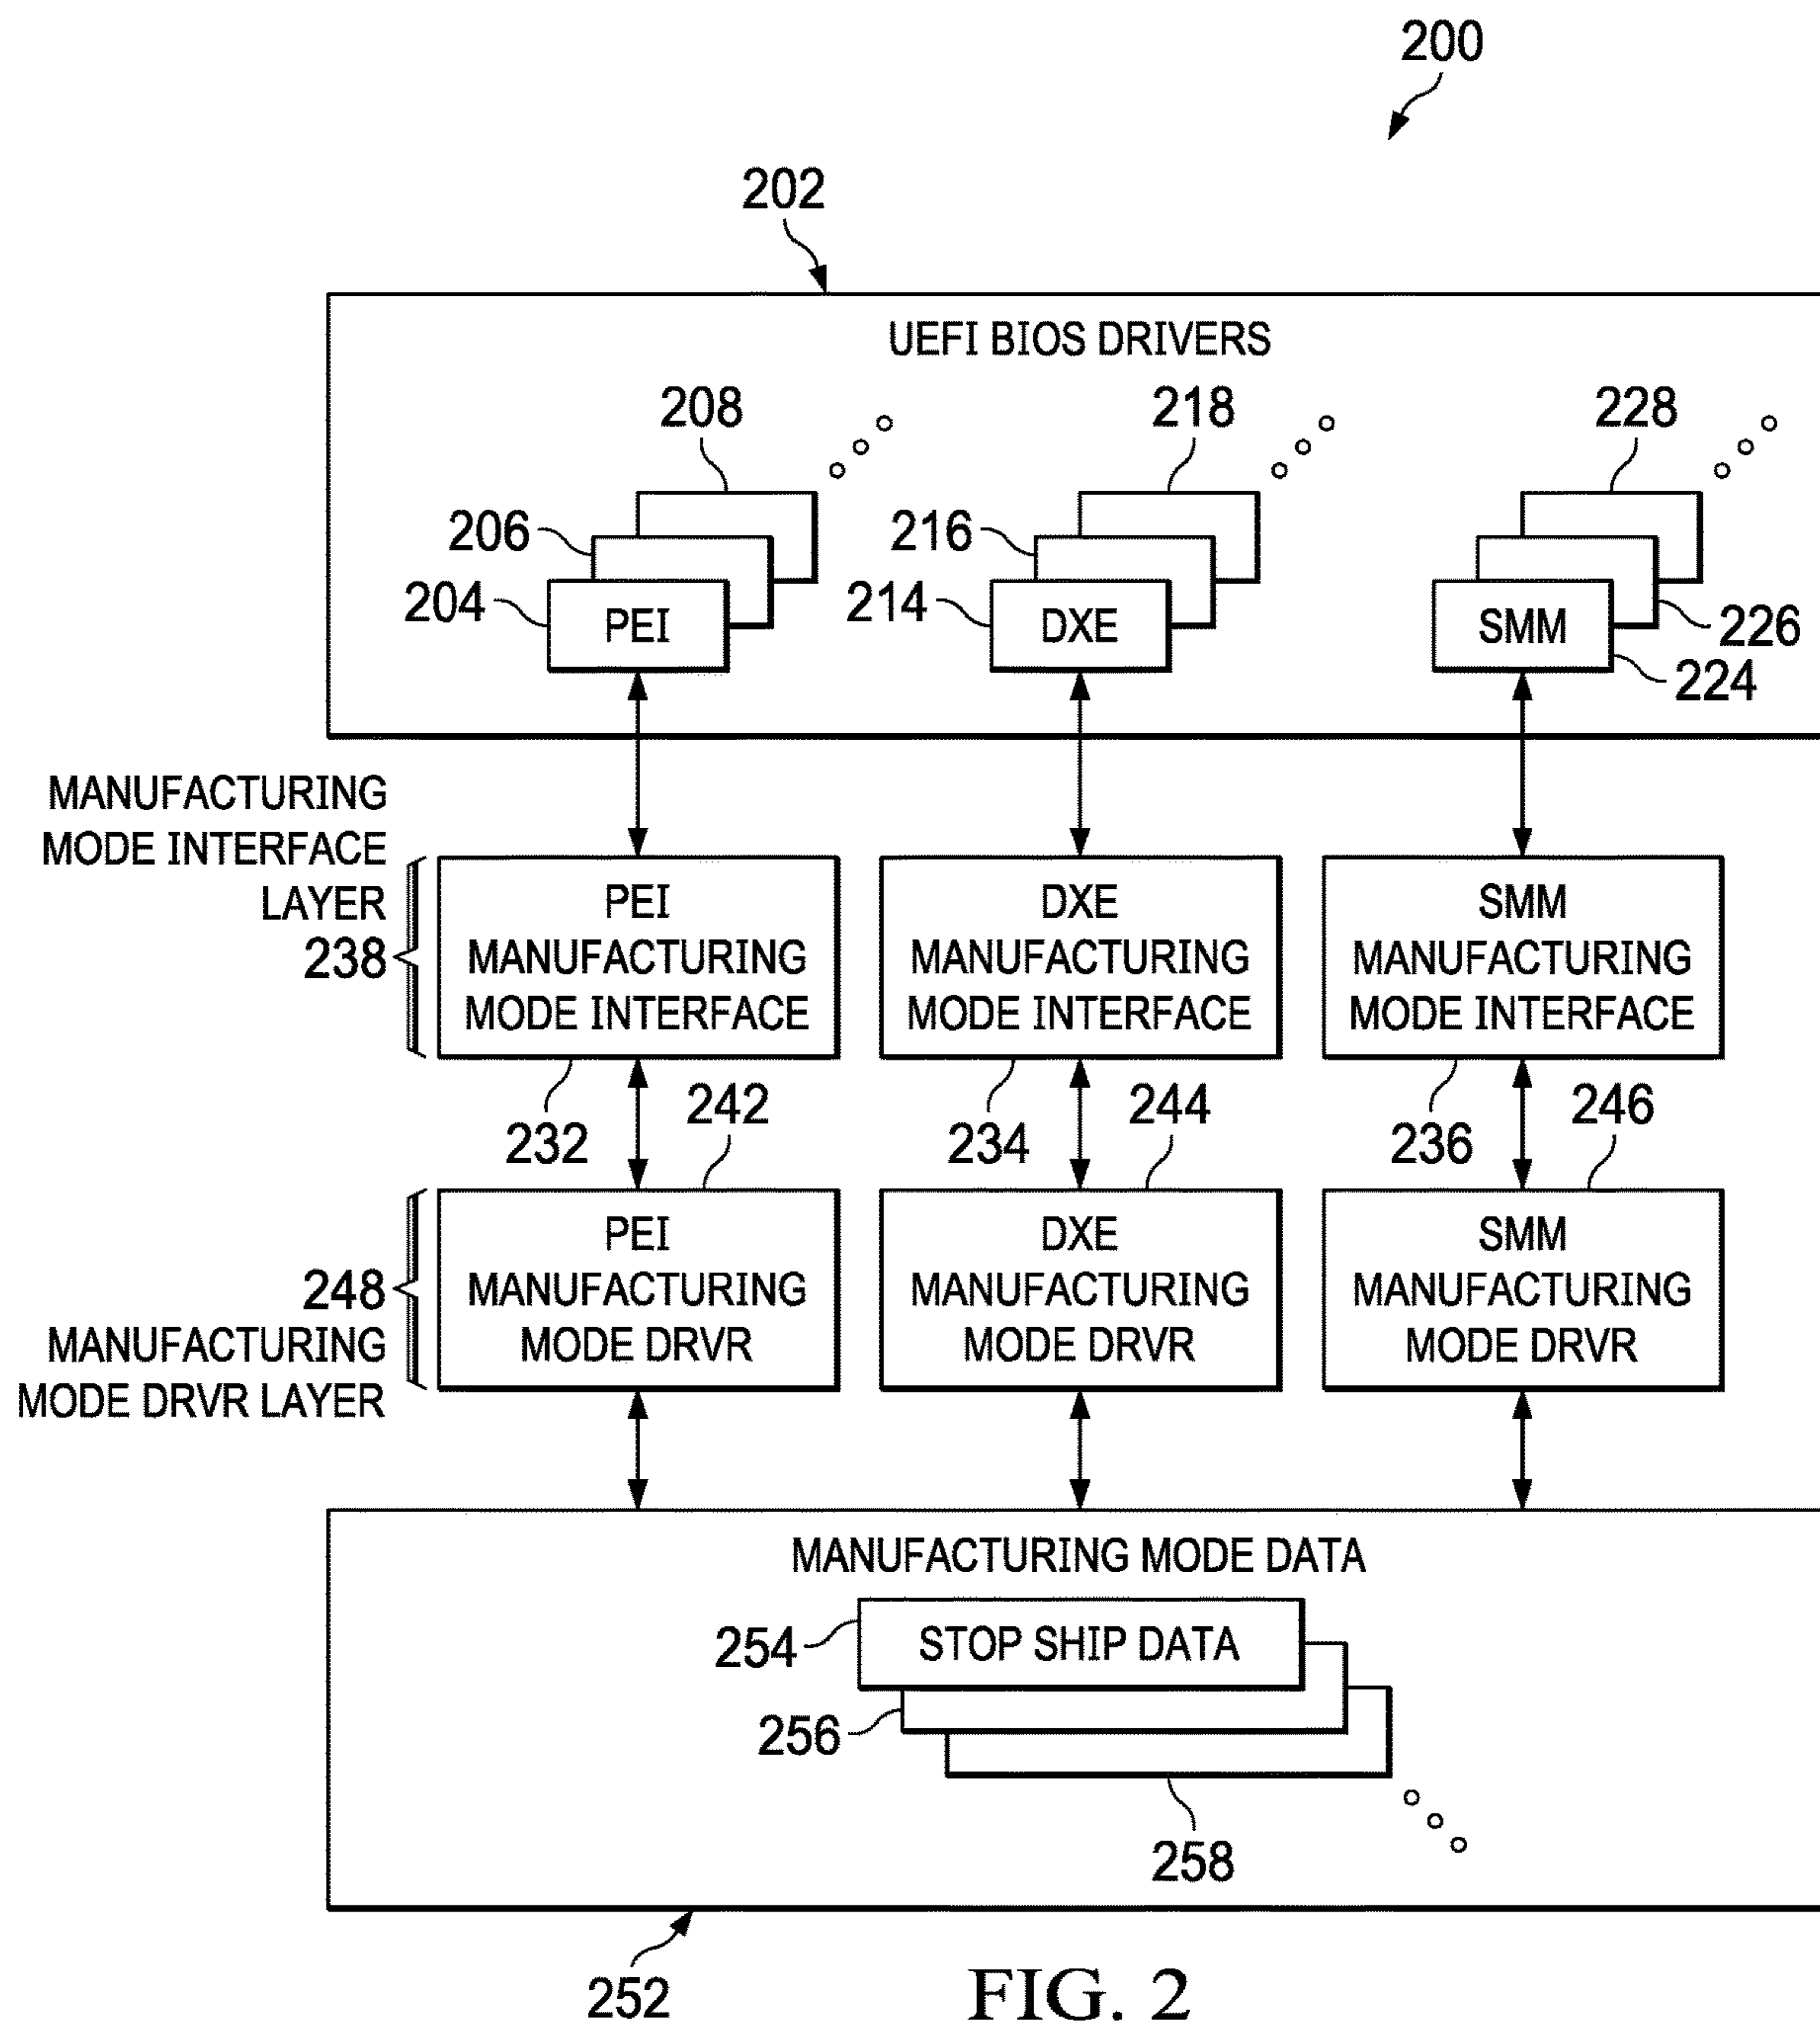 200
202
UEFI BIOS DRIVERS
208
218
228
206
216
204
PEI
214
DXE
SMM
226
224
MANUFACTURING
MODE INTERFACE
LAYER
238
PEI
MANUFACTURING
MODE INTERFACE
DXE
MANUFACTURING
MODE INTERFACE
SMM
MANUFACTURING
MODE INTERFACE
232
242
234
244
236
246
248
MANUFACTURING
MODE DRVR LAYER
PEI
MANUFACTURING
MODE DRVR
DXE
MANUFACTURING
MODE DRVR
SMM
MANUFACTURING
MODE DRVR
MANUFACTURING MODE DATA
254
STOP SHIP DATA
256
258
252
FIG. 2